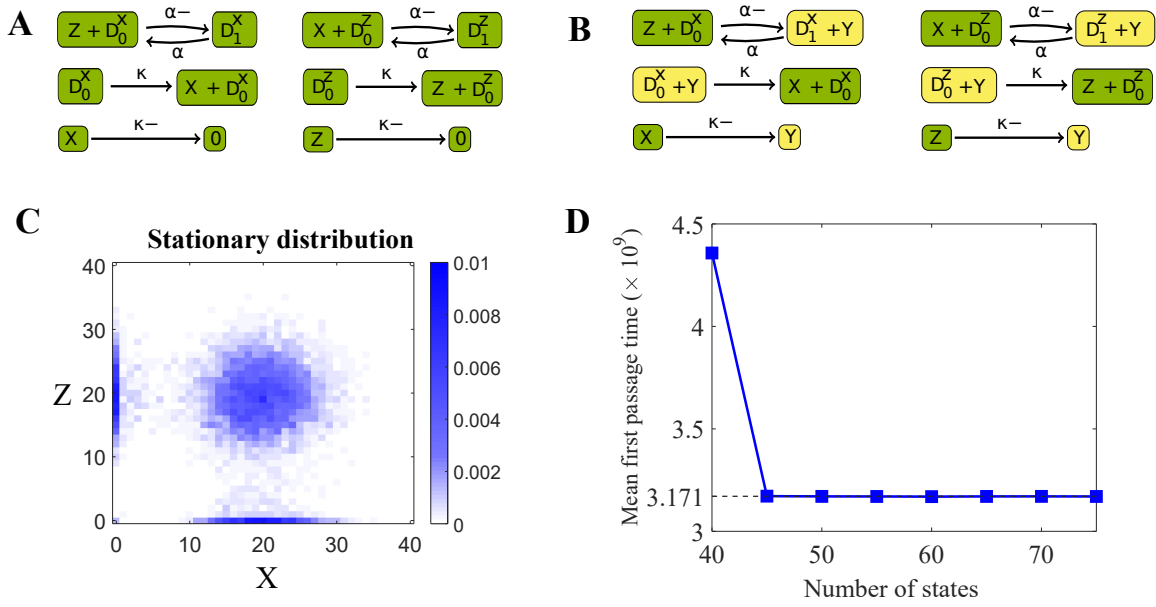 A
Z + D₀ˣ α− α D₁ˣ
X + D₀ᶻ α− α D₁ᶻ
D₀ˣ κ X + D₀ˣ
D₀ᶻ κ Z + D₀ᶻ
X κ− 0
Z κ− 0
B
Z + D₀ˣ α− α D₁ˣ + Y
X + D₀ᶻ α− α D₁ᶻ + Y
D₀ˣ + Y κ X + D₀ˣ
D₀ᶻ + Y κ Z + D₀ᶻ
X κ− Y
Z κ− Y
C
Stationary distribution
40
30
20
10
0
Z
0 10 20 30 40
X
0.01
0.008
0.006
0.004
0.002
0
D
Mean first passage time (× 10⁹)
4.5
4
3.5
3.171
3
40 50 60 70
Number of states